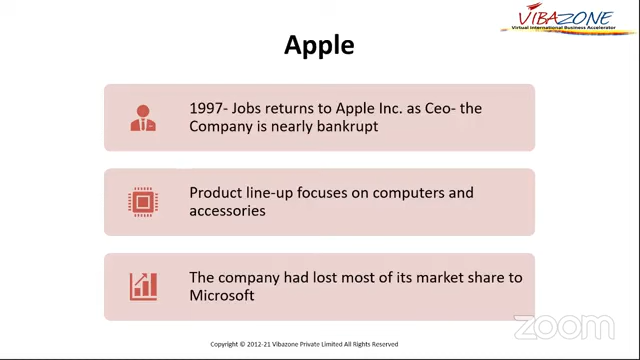 VIBAZONE
Virtual International Business Accelerator
Apple
1997- Jobs returns to Apple Inc. as Ceo- the
Company is nearly bankrupt
Product line-up focuses on computers and
accessories
The company had lost most of its market share to
Microsoft
zoom
Copyright © 2012-21 Vibazone Private Limited All Rights Reserved